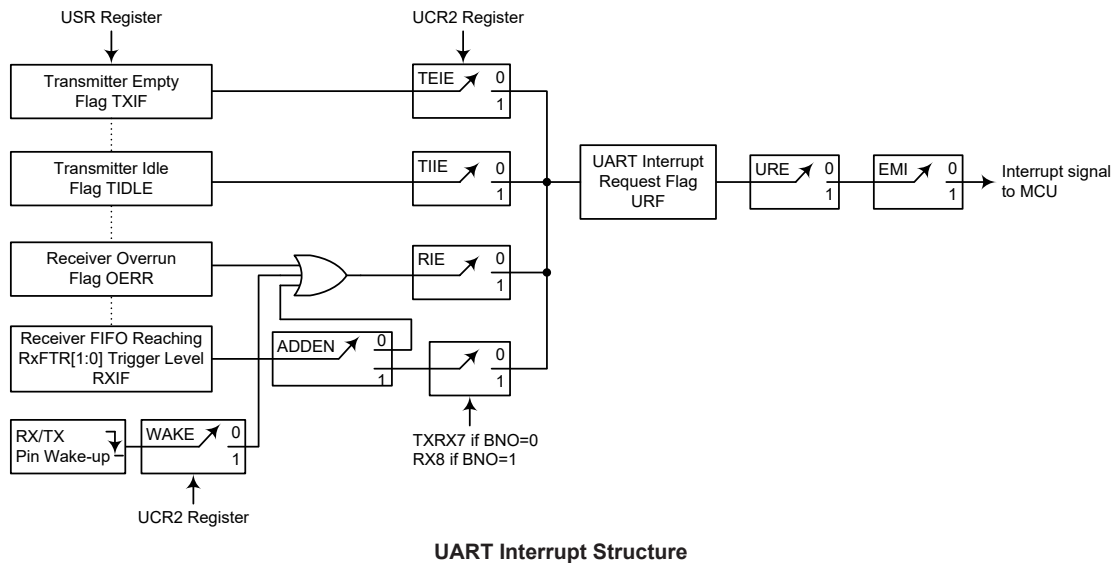 USR Register
UCR2 Register
Transmitter Empty
Flag TXIF
TEIE
0
1
Transmitter Idle
Flag TIDLE
TIIE
0
1
UART Interrupt
Request Flag
URF
URE
0
1
EMI
0
1
Interrupt signal
to MCU
Receiver Overrun
Flag OERR
RIE
0
1
Receiver FIFO Reaching
RxFTR[1:0] Trigger Level
RXIF
ADDEN
0
1
0
1
RX/TX
Pin Wake-up
WAKE
0
1
TXRX7 if BNO=0
RX8 if BNO=1
UCR2 Register
UART Interrupt Structure